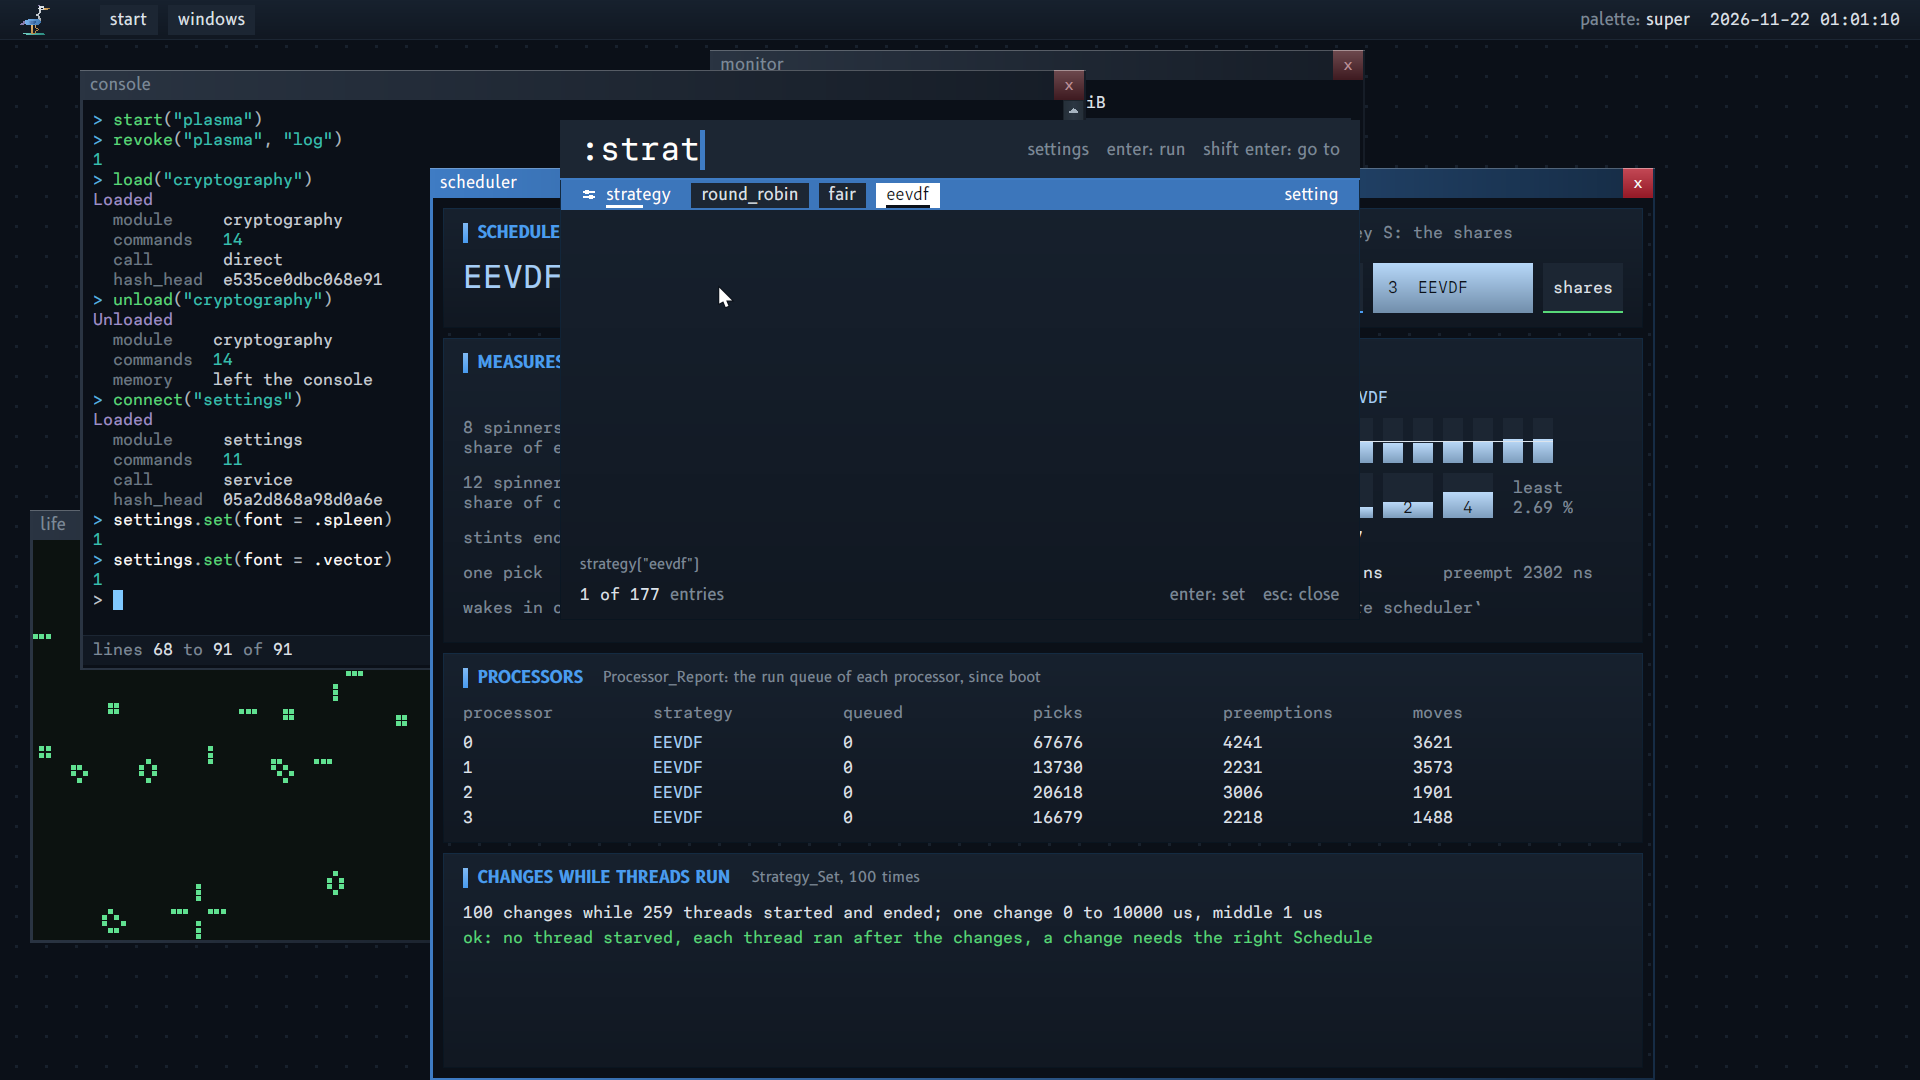 start windows palette: super 2026-11-22 01:01:10
monitor x
iB
console x
> start("plasma")
> revoke("plasma", "log")
1
> load("cryptography")
Loaded
module cryptography
commands 14
call direct
hash_head e535ce0dbc068e91
> unload("cryptography")
Unloaded
module cryptography
commands 14
memory left the console
> connect("settings")
Loaded
module settings
commands 11
call service
hash_head 05a2d868a98d0a6e
> settings.set(font = .spleen)
1
> settings.set(font = .vector)
1
>
lines 68 to 91 of 91
life
:strat settings enter: run shift enter: go to
strategy round_robin fair eevdf setting
strategy["eevdf"]
1 of 177 entries enter: set esc: close
scheduler x
SCHEDULE ey S: the shares
EEVDF 3 EEVDF shares
MEASURES
VDF
8 spinners
share of e
12 spinner
share of c 2 4 least
2.69 %
stints enc
one pick ns preempt 2302 ns
wakes in c e scheduler`
PROCESSORS Processor_Report: the run queue of each processor, since boot
processor strategy queued picks preemptions moves
0 EEVDF 0 67676 4241 3621
1 EEVDF 0 13730 2231 3573
2 EEVDF 0 20618 3006 1901
3 EEVDF 0 16679 2218 1488
CHANGES WHILE THREADS RUN Strategy_Set, 100 times
100 changes while 259 threads started and ended; one change 0 to 10000 us, middle 1 us
ok: no thread starved, each thread ran after the changes, a change needs the right Schedule